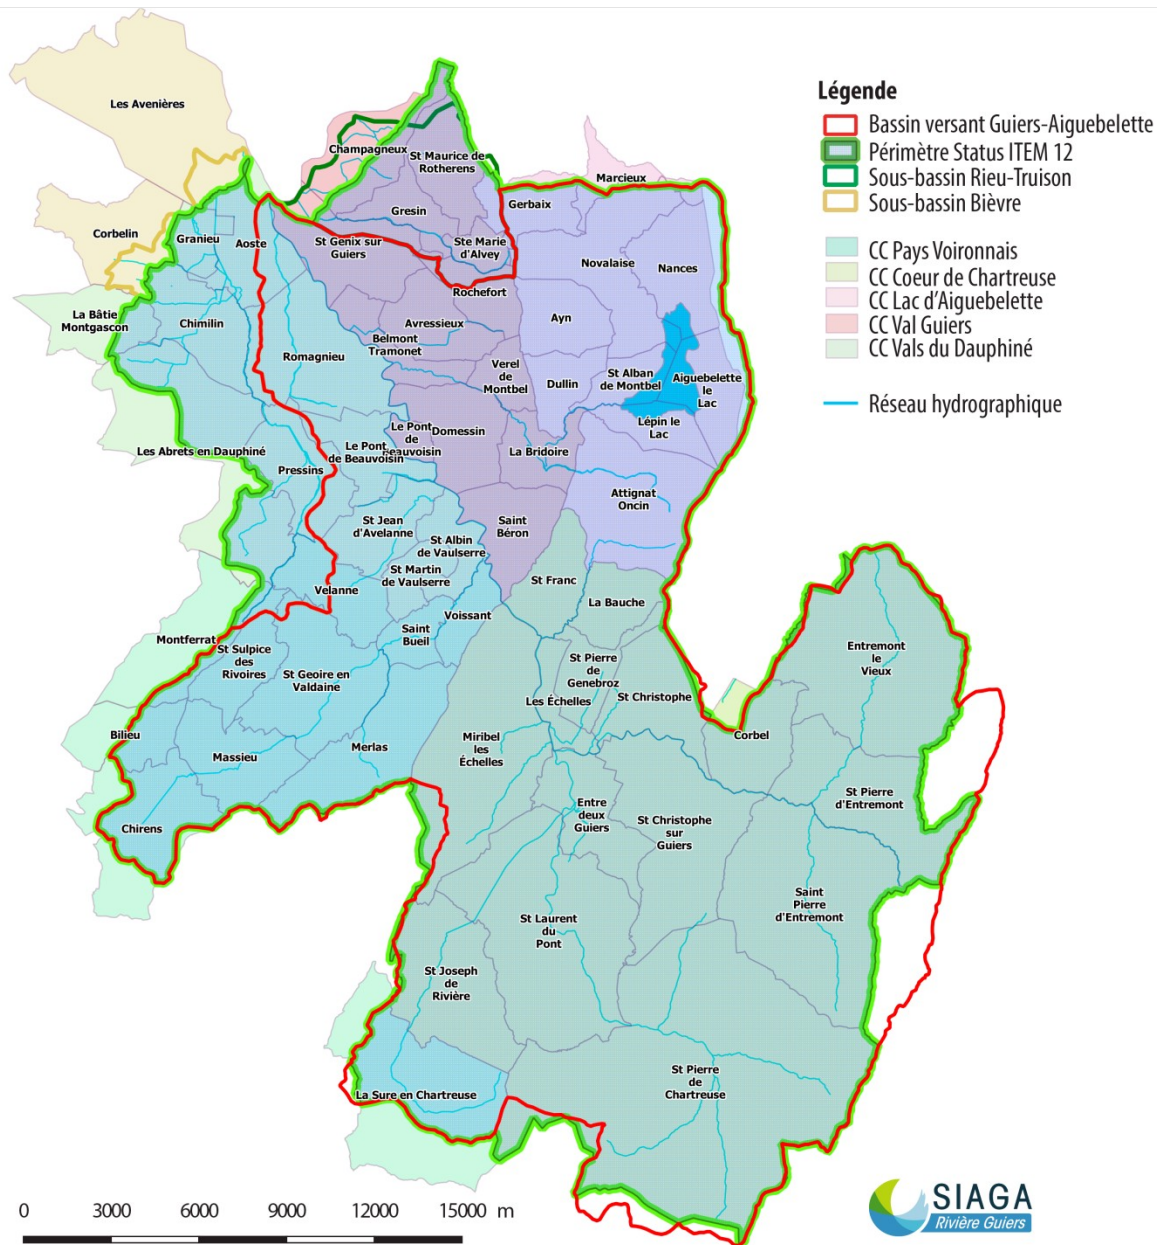 Les Avenières
Champagneux
St Maurice de
Rotherens
Marcieux
Gerbaix
Gresin
Corbelin
Granieu
Aoste
St Genix sur
Guiers
Ste Marie
d'Alvey
Novalaise
Nances
Rochefort
La Bâtie
Montgascon
Chimilin
Avressieux
Ayn
Belmont
Tramonet
Romagnieu
Verel
de
Montbel
Dullin
St Alban
de Montbel
Aiguebelette
le
Lac
Lépin le
Lac
Le Pont
de
Beauvoisin
Domessin
Les Abrets en Dauphiné
Le Pont
de Beauvoisin
La Bridoire
Pressins
Attignat
Oncin
St Jean
d'Avelanne
Saint
Béron
St Albin
de Vaulserre
St Martin
de Vaulserre
Velanne
St Franc
La Bauche
Voissant
Saint
Bueil
Montferrat
St Sulpice
des
Rivoires
St Geoire en
Valdaine
St Pierre
de
Genebroz
St Christophe
Les Échelles
Entremont
le
Vieux
Bilieu
Massieu
Merlas
Miribel
les
Échelles
Corbel
St Pierre
d'Entremont
Chirens
Entre
deux
Guiers
St Christophe
sur
Guiers
Saint
Pierre
d'Entremont
St Laurent
du
Pont
St Joseph
de
Rivière
La Sure en Chartreuse
St Pierre
de
Chartreuse
Légende
Bassin versant Guiers-Aiguebelette
Périmètre Status ITEM 12
Sous-bassin Rieu-Truison
Sous-bassin Bièvre
CC Pays Voironnais
CC Coeur de Chartreuse
CC Lac d'Aiguebelette
CC Val Guiers
CC Vals du Dauphiné
Réseau hydrographique
0 3000 6000 9000 12000 15000 m
SIAGA
Rivière Guiers